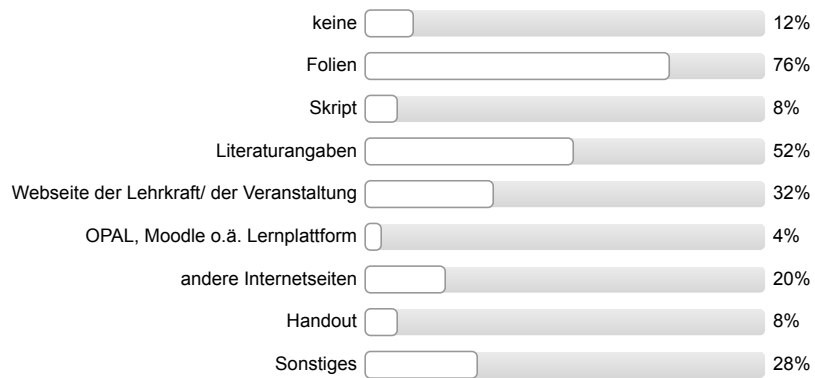 keine 12%
Folien 76%
Skript 8%
Literaturangaben 52%
Webseite der Lehrkraft/ der Veranstaltung 32%
OPAL, Moodle o.ä. Lernplattform 4%
andere Internetseiten 20%
Handout 8%
Sonstiges 28%